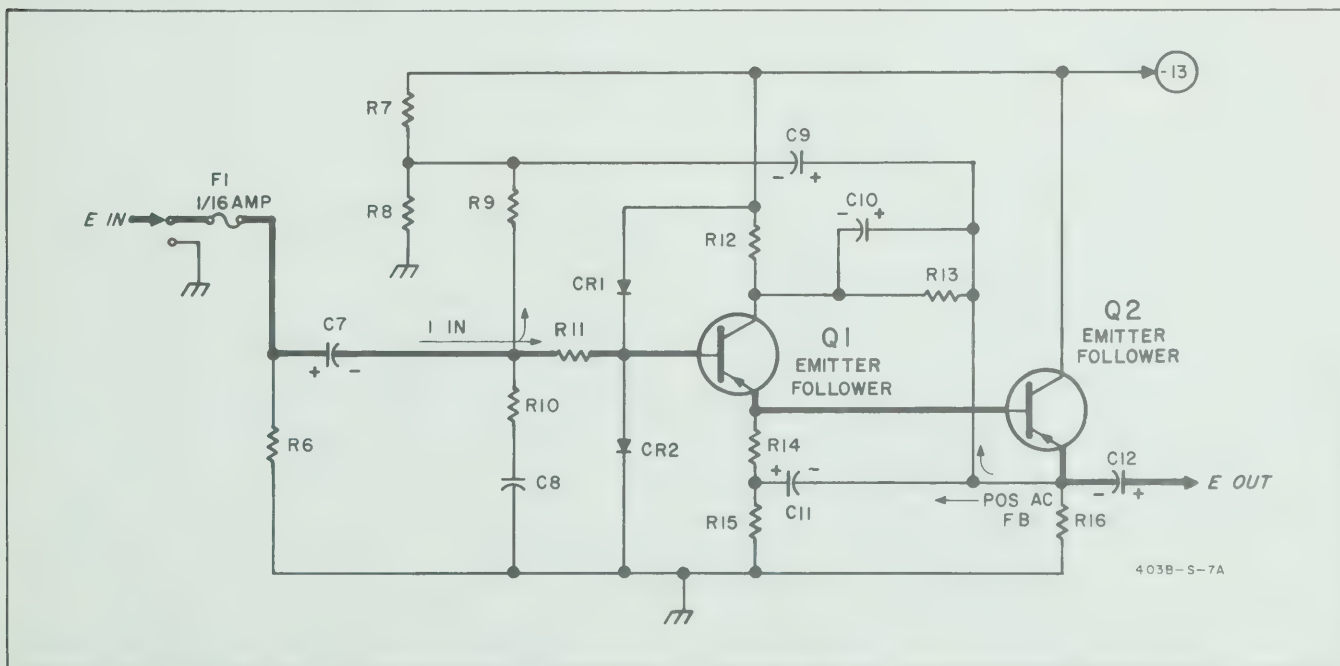 -13
R7
C9
- +
F1
1/16 AMP
E IN
R8
R9
C10
- +
R12
R13
CR1
Q1
EMITTER
FOLLOWER
Q2
EMITTER
FOLLOWER
C7
+ -
I IN
R11
R10
R6
CR2
R14
C8
+ -
C11
C12
- +
E OUT
POS AC
FB
R15
R16
403B-S-7A